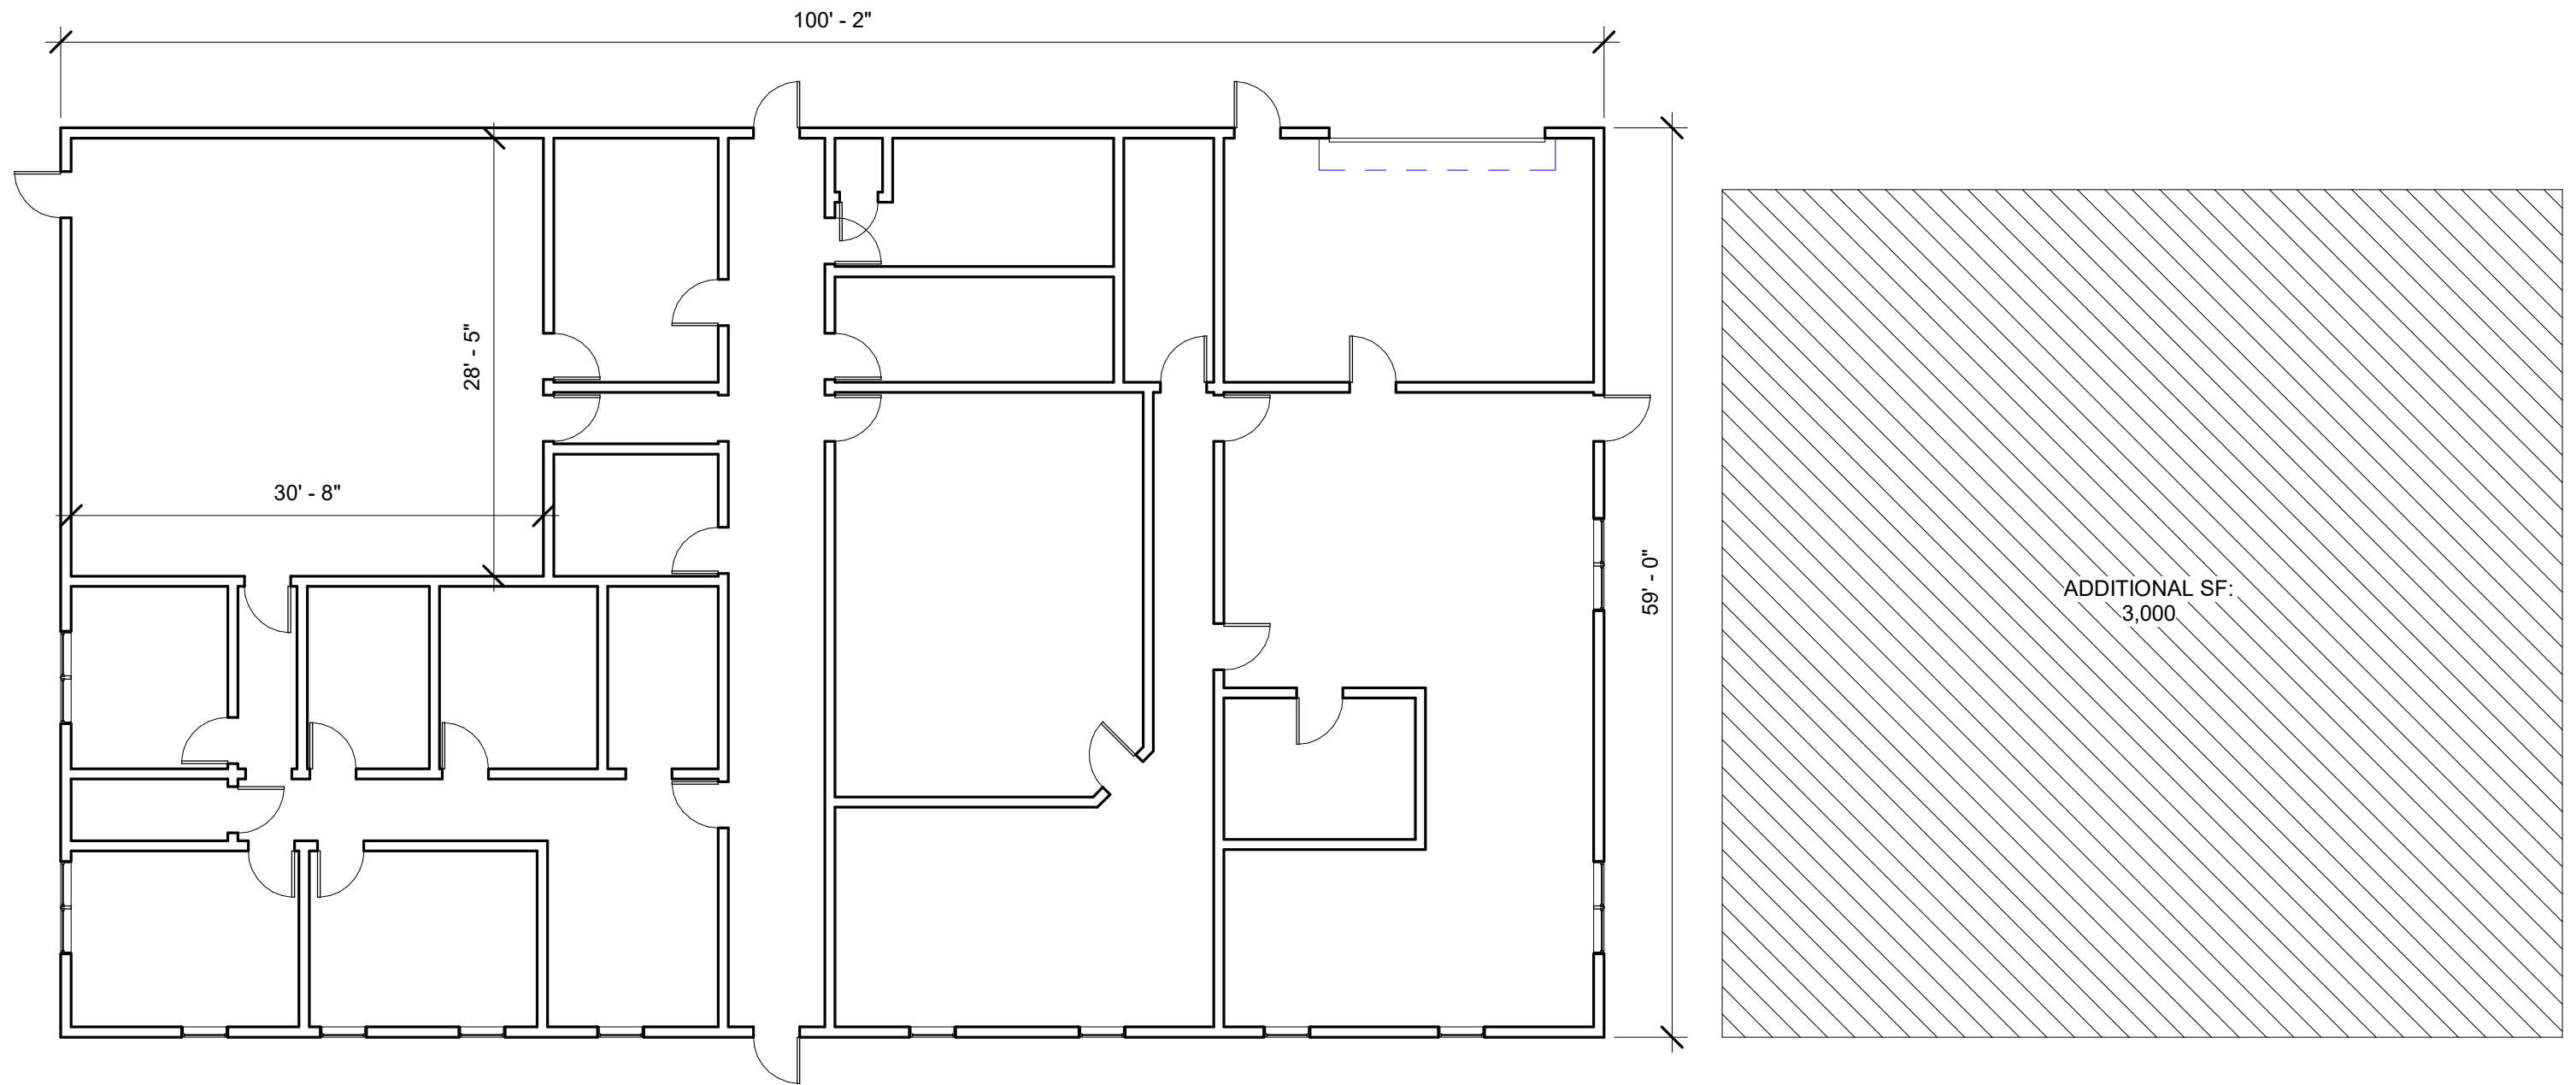 100' - 2"
28' - 5"
30' - 8"
59' - 0"
ADDITIONAL SF:
3,000